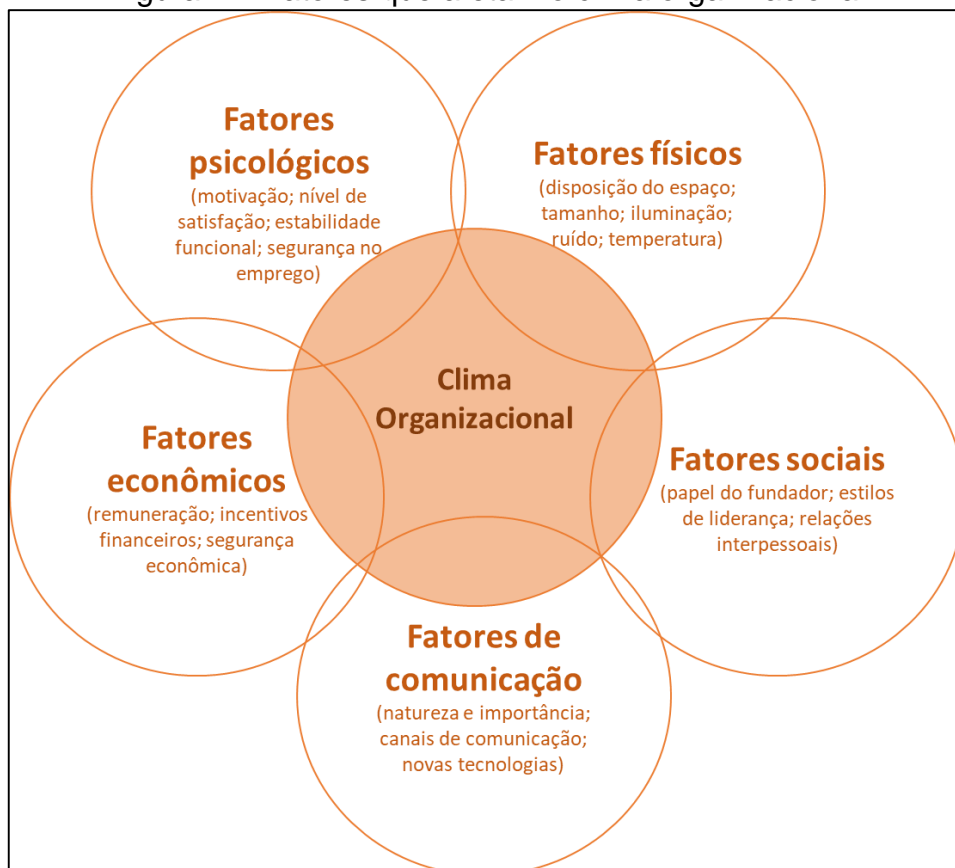 Fatores
psicológicos
(motivação; nível de
satisfação; estabilidade
funcional; segurança no
emprego)
Fatores físicos
(disposição do espaço;
tamanho; iluminação;
ruído; temperatura)
Clima
Organizacional
Fatores
econômicos
(remuneração; incentivos
financeiros; segurança
econômica)
Fatores sociais
(papel do fundador; estilos
de liderança; relações
interpessoais)
Fatores de
comunicação
(natureza e importância;
canais de comunicação;
novas tecnologias)